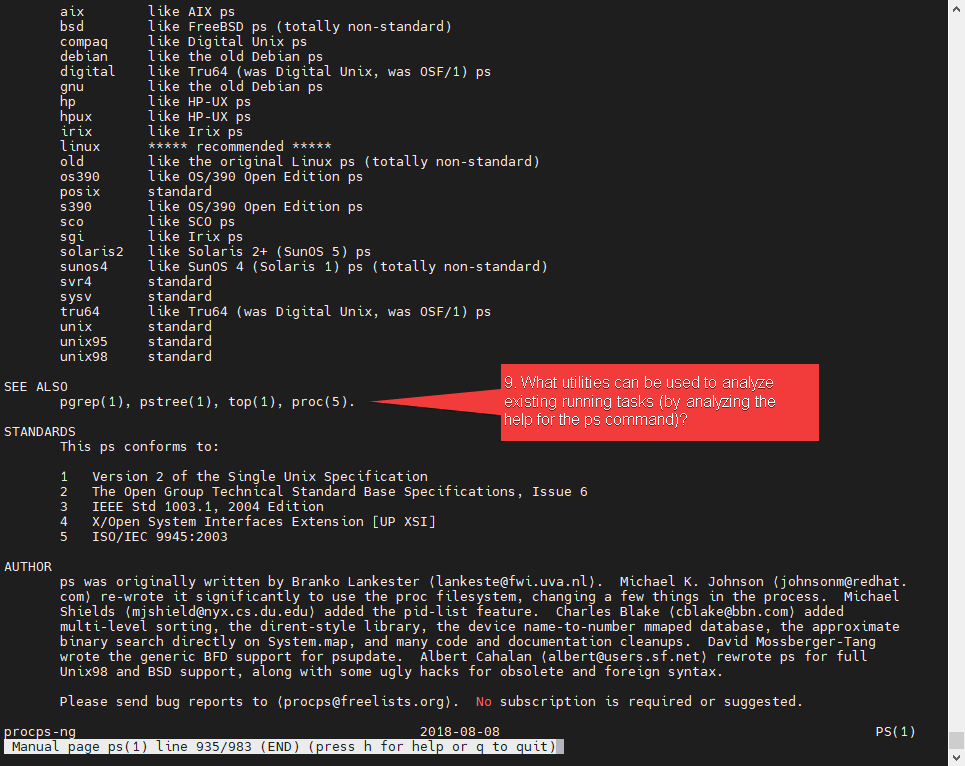 aix like AIX ps
bsd like FreeBSD ps (totally non-standard)
compaq like Digital Unix ps
debian like the old Debian ps
digital like Tru64 (was Digital Unix, was OSF/1) ps
gnu like the old Debian ps
hp like HP-UX ps
hpux like HP-UX ps
irix like Irix ps
linux ***** recommended *****
old like the original Linux ps (totally non-standard)
os390 like OS/390 Open Edition ps
posix standard
s390 like OS/390 Open Edition ps
sco like SCO ps
sgi like Irix ps
solaris2 like Solaris 2+ (SunOS 5) ps
sunos4 like SunOS 4 (Solaris 1) ps (totally non-standard)
svr4 standard
sysv standard
tru64 like Tru64 (was Digital Unix, was OSF/1) ps
unix standard
unix95 standard
unix98 standard
SEE ALSO
pgrep(1), pstree(1), top(1), proc(5).
9. What utilities can be used to analyze
existing running tasks (by analyzing the
help for the ps command)?
STANDARDS
This ps conforms to:
1 Version 2 of the Single Unix Specification
2 The Open Group Technical Standard Base Specifications, Issue 6
3 IEEE Std 1003.1, 2004 Edition
4 X/Open System Interfaces Extension [UP XSI]
5 ISO/IEC 9945:2003
AUTHOR
ps was originally written by Branko Lankester ⟨lankeste@fwi.uva.nl⟩. Michael K. Johnson ⟨johnsonm@redhat.
com⟩ re-wrote it significantly to use the proc filesystem, changing a few things in the process. Michael
Shields ⟨mjshield@nyx.cs.du.edu⟩ added the pid-list feature. Charles Blake ⟨cblake@bbn.com⟩ added
multi-level sorting, the dirent-style library, the device name-to-number mmaped database, the approximate
binary search directly on System.map, and many code and documentation cleanups. David Mossberger-Tang
wrote the generic BFD support for psupdate. Albert Cahalan ⟨albert@users.sf.net⟩ rewrote ps for full
Unix98 and BSD support, along with some ugly hacks for obsolete and foreign syntax.
Please send bug reports to ⟨procps@freelists.org⟩. No subscription is required or suggested.
procps-ng 2018-08-08 PS(1)
Manual page ps(1) line 935/983 (END) (press h for help or q to quit)